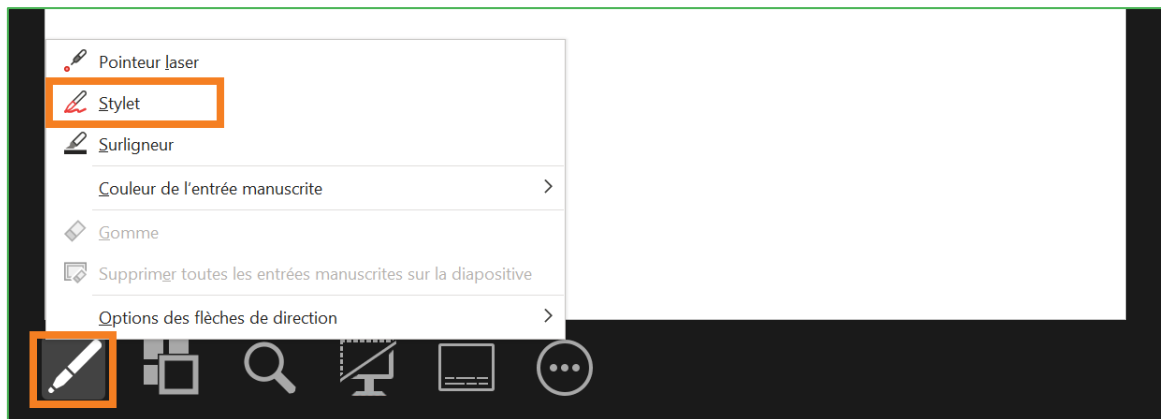 Pointeur laser
Stylet
Surligneur
Couleur de l'entrée manuscrite
Gomme
Supprimer toutes les entrées manuscrites sur la diapositive
Options des flèches de direction